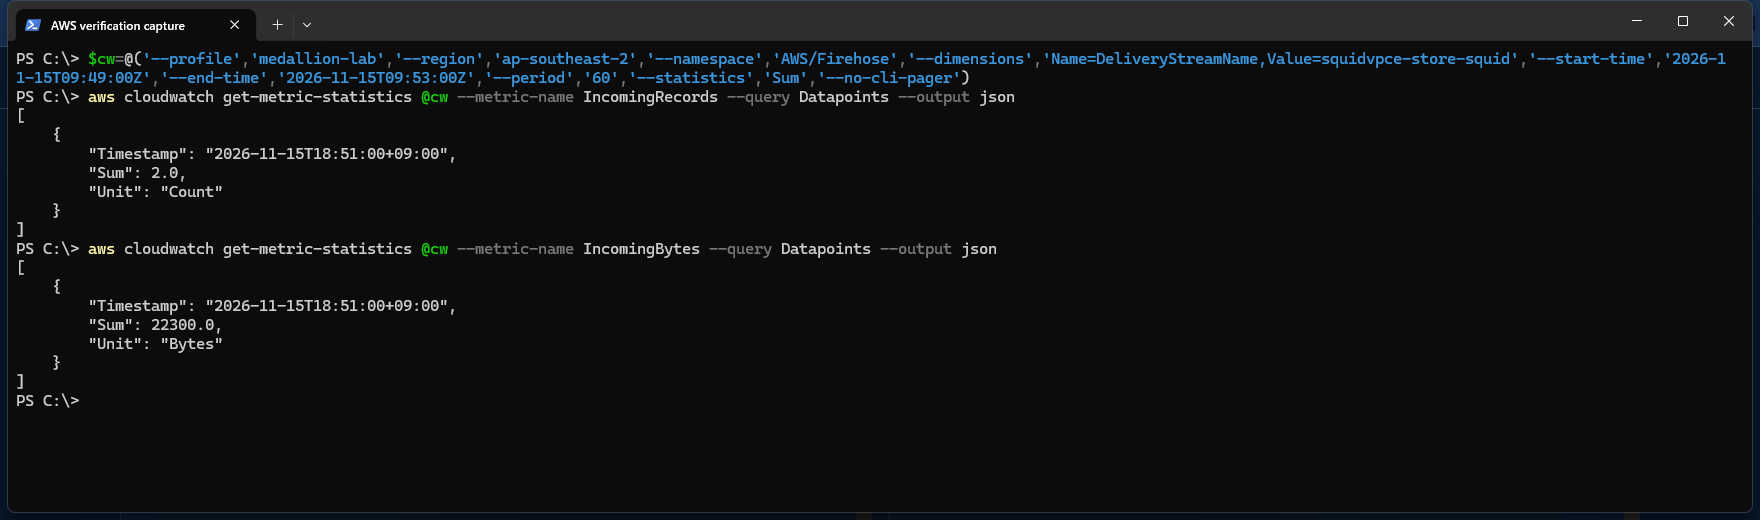 AWS verification capture
PS C:\> $cw=@('--profile','medallion-lab','--region','ap-southeast-2','--namespace','AWS/Firehose','--dimensions','Name=DeliveryStreamName,Value=squidvpce-store-squid','--start-time','2026-1
1-15T09:49:00Z','--end-time','2026-11-15T09:53:00Z','--period','60','--statistics','Sum','--no-cli-pager')
PS C:\> aws cloudwatch get-metric-statistics @cw --metric-name IncomingRecords --query Datapoints --output json
[
    {
        "Timestamp": "2026-11-15T18:51:00+09:00",
        "Sum": 2.0,
        "Unit": "Count"
    }
]
PS C:\> aws cloudwatch get-metric-statistics @cw --metric-name IncomingBytes --query Datapoints --output json
[
    {
        "Timestamp": "2026-11-15T18:51:00+09:00",
        "Sum": 22300.0,
        "Unit": "Bytes"
    }
]
PS C:\>